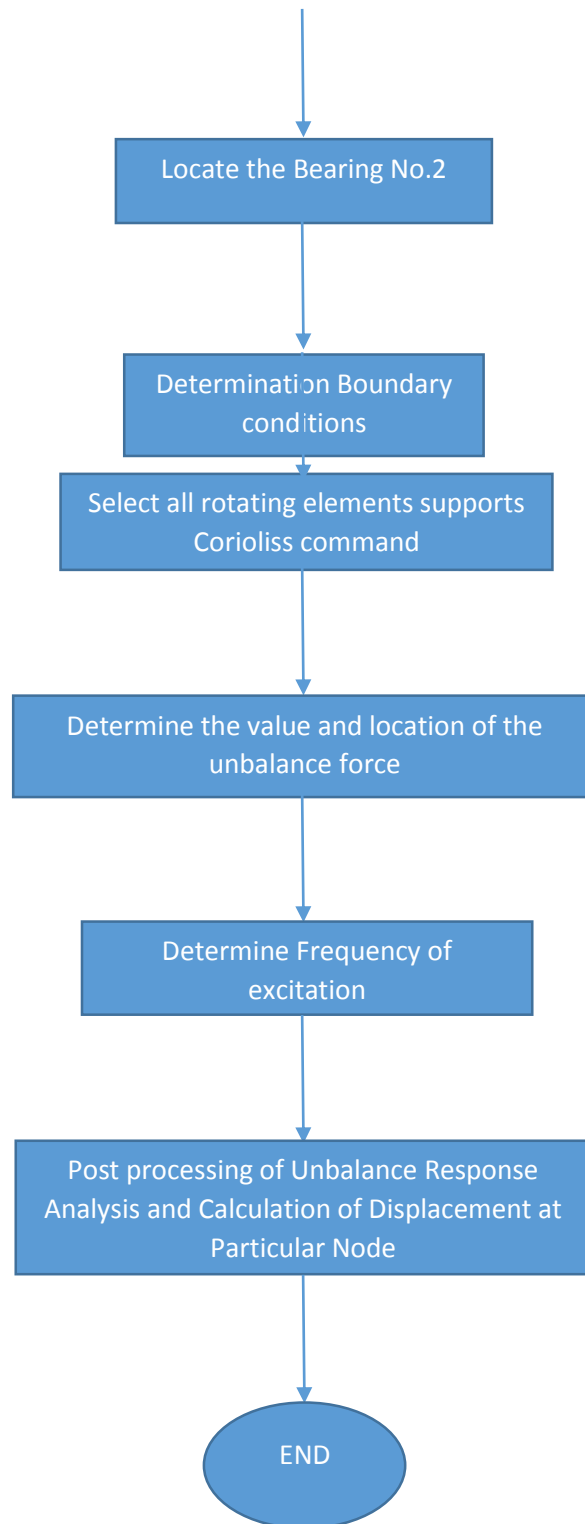 Locate the Bearing No.2
Determination Boundary
conditions
Select all rotating elements supports
Corioliss command
Determine the value and location of the
unbalance force
Determine Frequency of
excitation
Post processing of Unbalance Response
Analysis and Calculation of Displacement at
Particular Node
END